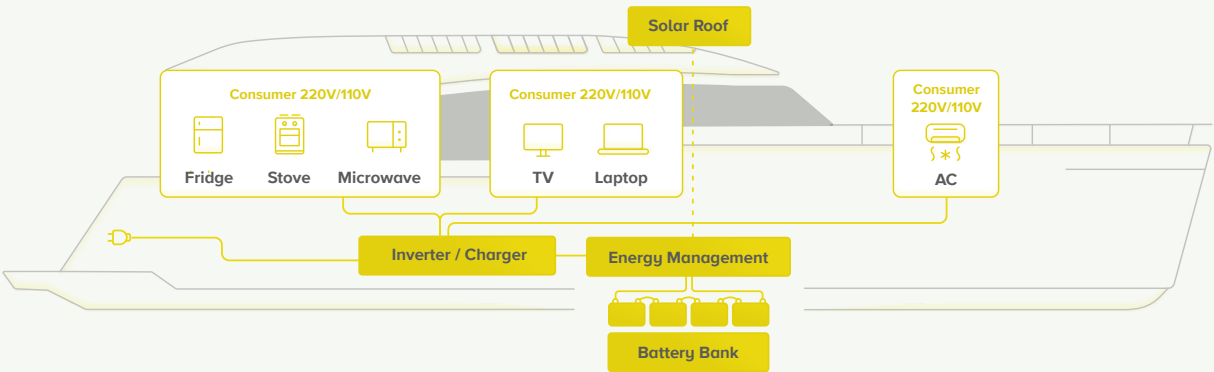 Solar Roof
Consumer 220V/110V
Fridge Stove Microwave
Consumer 220V/110V
TV Laptop
Consumer
220V/110V
AC
Inverter / Charger
Energy Management
Battery Bank